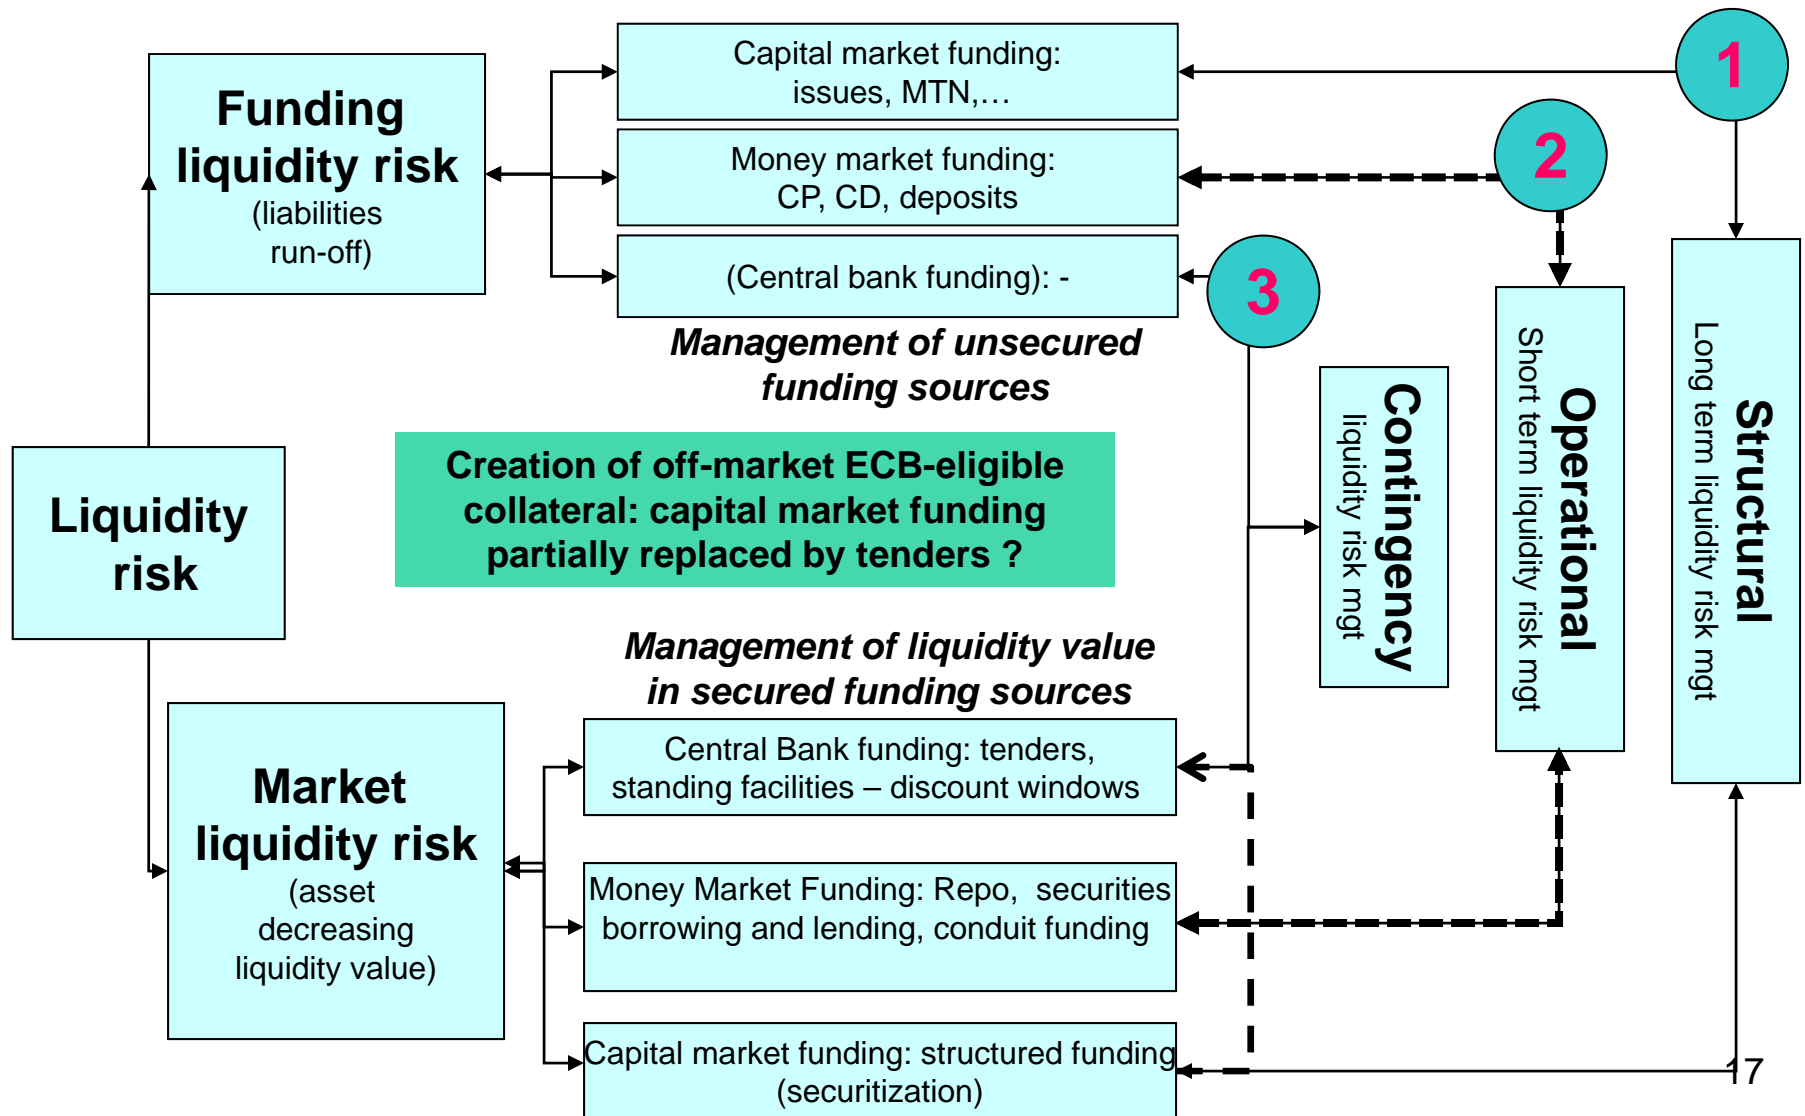 Capital market funding:
issues, MTN,…
1
Funding
liquidity risk
(liabilities
run-off)
Money market funding:
CP, CD, deposits
2
(Central bank funding): -
3
Management of unsecured
funding sources
Contingency
liquidity risk mgt
Operational
Short term liquidity risk mgt
Structural
Long term liquidity risk mgt
Creation of off-market ECB-eligible
collateral: capital market funding
partially replaced by tenders ?
Liquidity
risk
Management of liquidity value
in secured funding sources
Market
liquidity risk
(asset
decreasing
liquidity value)
Central Bank funding: tenders,
standing facilities – discount windows
Money Market Funding: Repo, securities
borrowing and lending, conduit funding
Capital market funding: structured funding
(securitization)
17